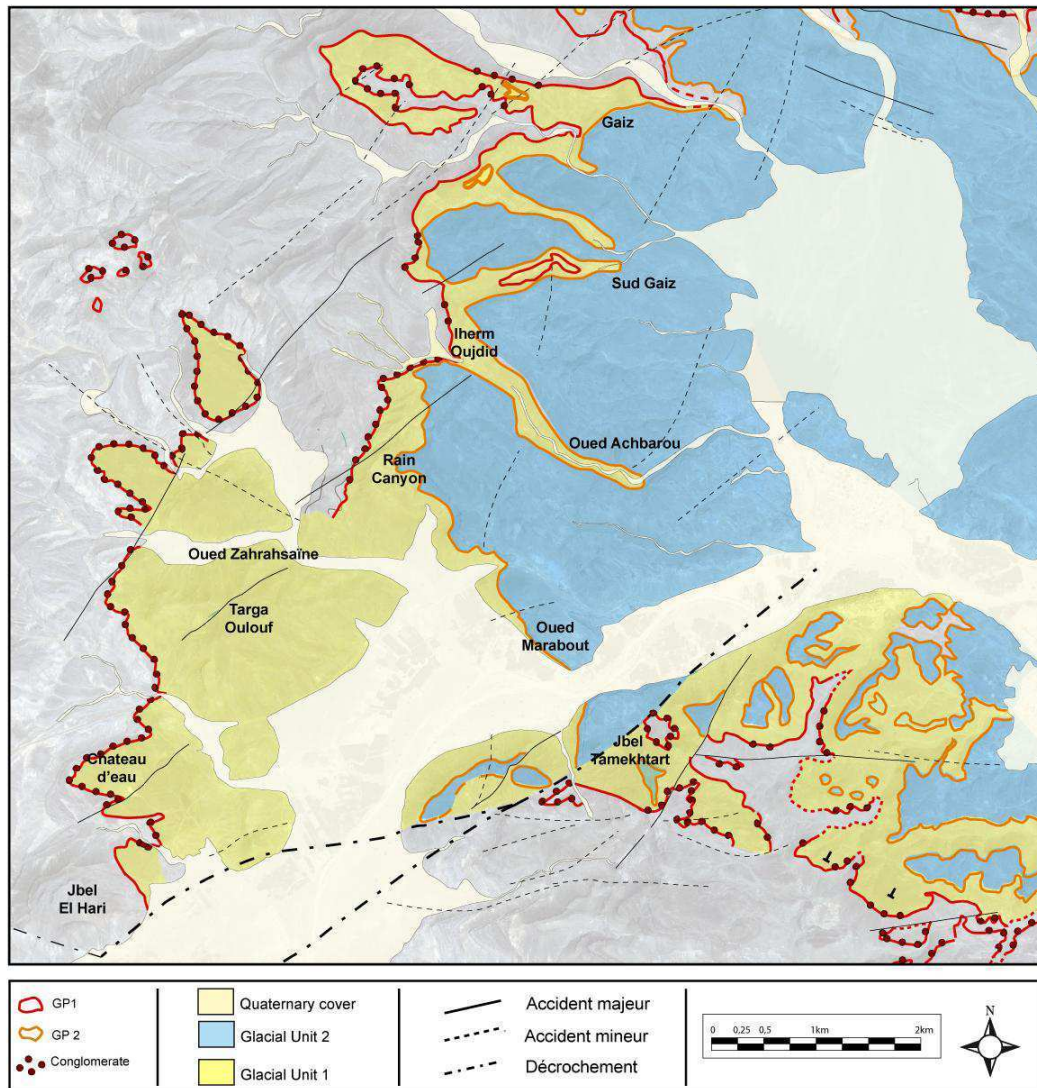 Gaiz
Sud Gaiz
Iherm
Oujdid
Oued Achbarou
Rain
Canyon
Oued Zahrahsaïne
Targa
Oulouf
Oued
Marabout
Jbel
Tamekhtart
Chateau
d'eau
Jbel
El Hari
GP1
GP 2
Conglomerate
Quaternary cover
Glacial Unit 2
Glacial Unit 1
Accident majeur
Accident mineur
Décrochement
0 0,25 0,5 1km 2km
N